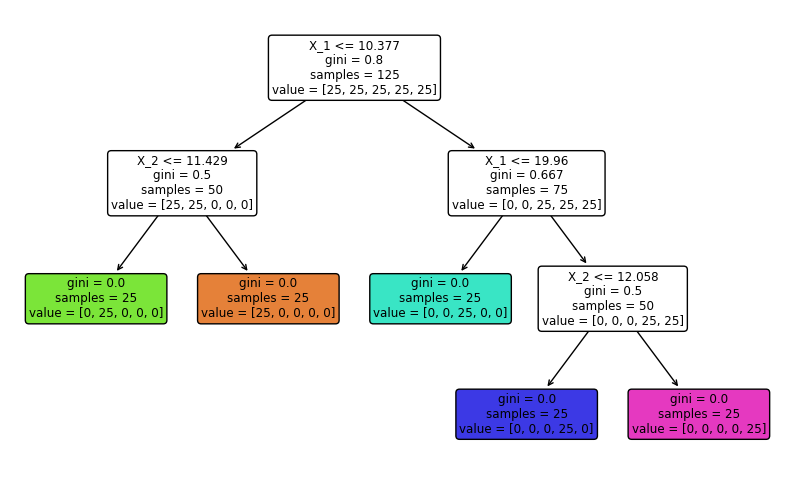 X_1 <= 10.377
gini = 0.8
samples = 125
value = [25, 25, 25, 25, 25]
X_2 <= 11.429
gini = 0.5
samples = 50
value = [25, 25, 0, 0, 0]
X_1 <= 19.96
gini = 0.667
samples = 75
value = [0, 0, 25, 25, 25]
gini = 0.0
samples = 25
value = [0, 25, 0, 0, 0]
gini = 0.0
samples = 25
value = [25, 0, 0, 0, 0]
gini = 0.0
samples = 25
value = [0, 0, 25, 0, 0]
X_2 <= 12.058
gini = 0.5
samples = 50
value = [0, 0, 0, 25, 25]
gini = 0.0
samples = 25
value = [0, 0, 0, 25, 0]
gini = 0.0
samples = 25
value = [0, 0, 0, 0, 25]